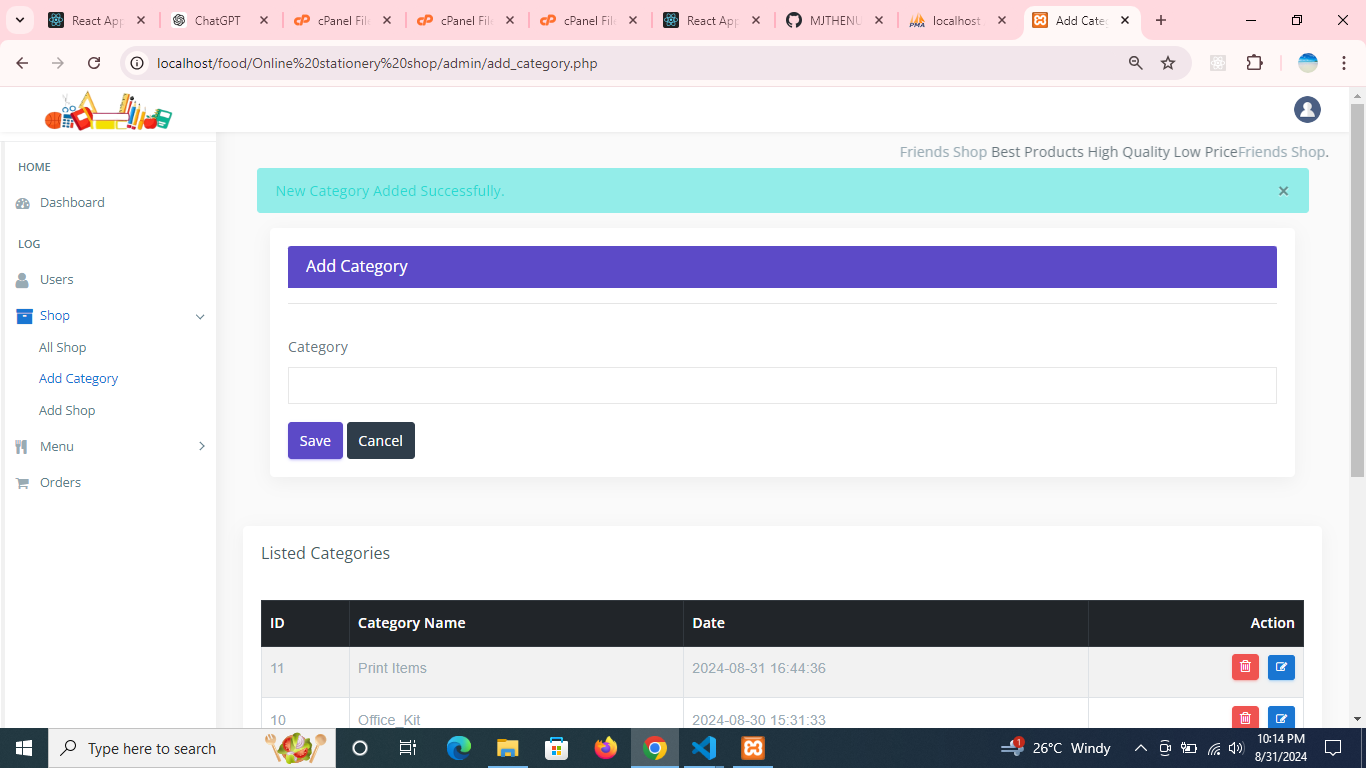 React App
ChatGPT
cPanel File
cPanel File
cPanel File
React App
MJTHENU
localhost
Add Categ
localhost/food/Online%20stationery%20shop/admin/add_category.php
Friends Shop Best Products High Quality Low PriceFriends Shop.
HOME
Dashboard
LOG
Users
Shop
All Shop
Add Category
Add Shop
Menu
Orders
New Category Added Successfully.
Add Category
Category
Save Cancel
Listed Categories
ID Category Name Date Action
11 Print Items 2024-08-31 16:44:36
10 Office_Kit 2024-08-30 15:31:33
Type here to search
1
26°C Windy
10:14 PM
8/31/2024